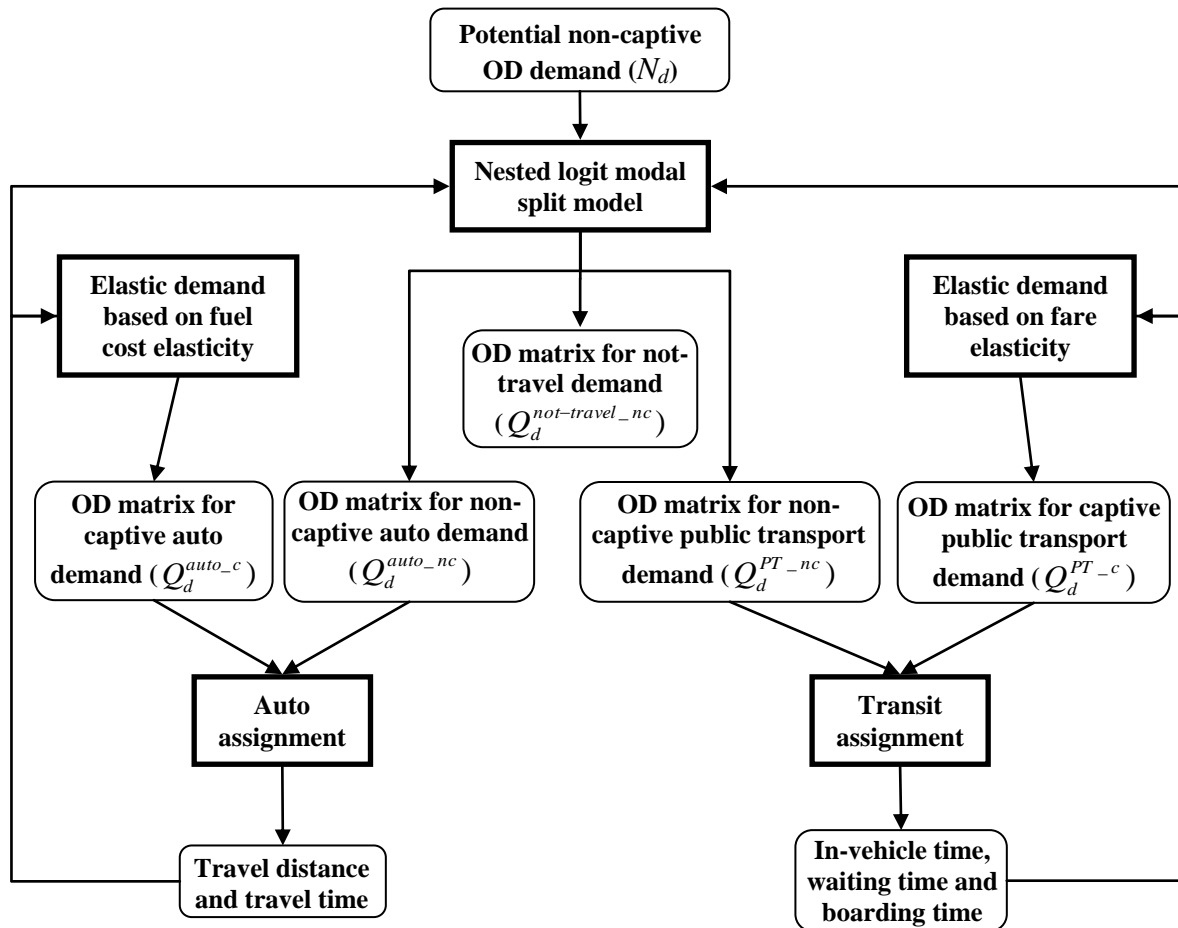 Potential non-captive
OD demand (N_d)
Nested logit modal
split model
Elastic demand
based on fuel
cost elasticity
Elastic demand
based on fare
elasticity
OD matrix for not-
travel demand
(Q_d^{not-travel_nc})
OD matrix for
captive auto
demand (Q_d^{auto_c})
OD matrix for non-
captive auto demand
(Q_d^{auto_nc})
OD matrix for non-
captive public transport
demand (Q_d^{PT_nc})
OD matrix for captive
public transport
demand (Q_d^{PT_c})
Auto
assignment
Transit
assignment
Travel distance
and travel time
In-vehicle time,
waiting time and
boarding time